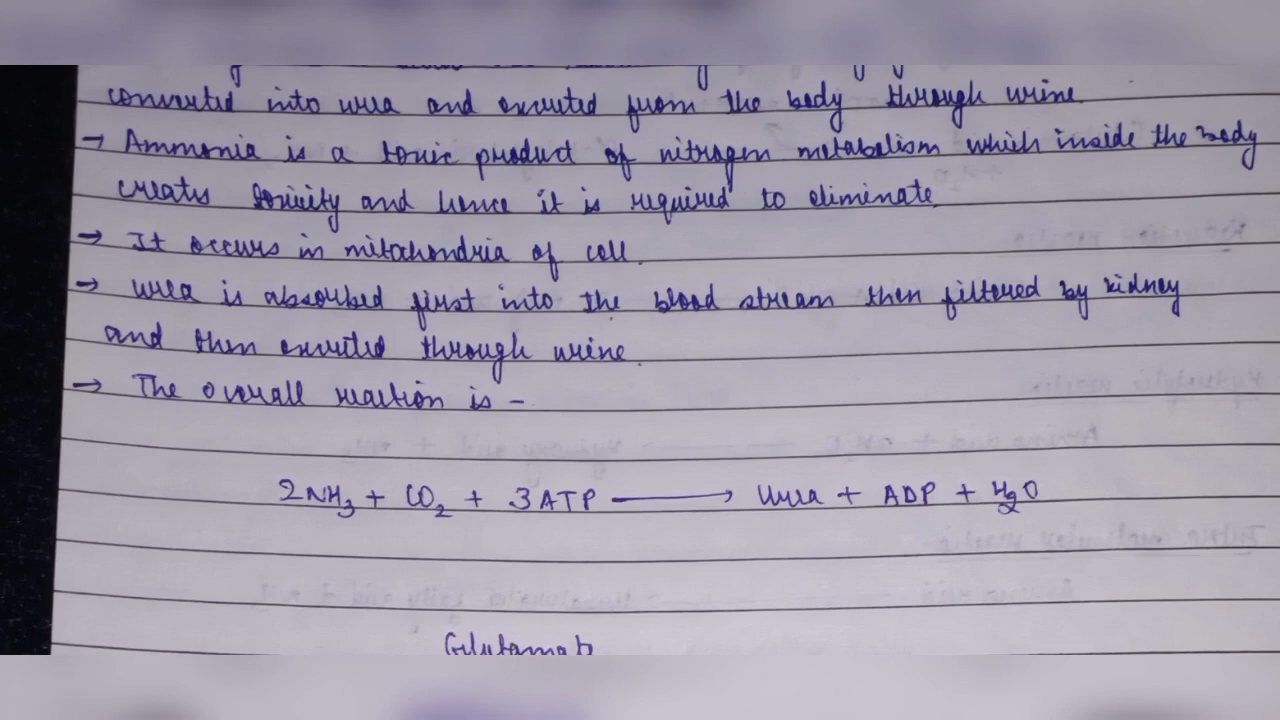 converted into urea and excreted from the body through urine.
→ Ammonia is a toxic product of nitrogen metabolism which inside the body
creates toxicity and hence it is required to eliminate.
→ It occurs in mitochondria of cell.
→ Urea is absorbed first into the blood stream then filtered by kidney
and then excreted through urine.
→ The overall reaction is -
2NH3 + CO2 + 3ATP ⟶ Urea + ADP + H2O
Glutamate